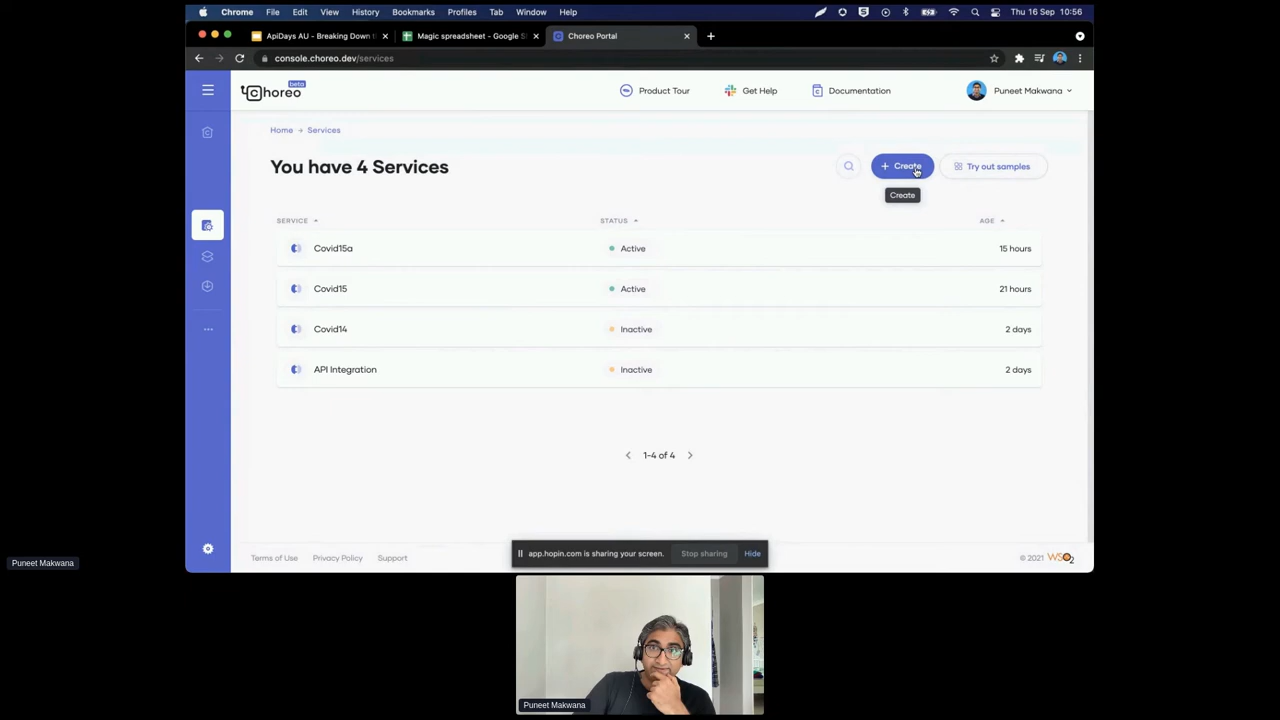 Chrome File Edit View History Bookmarks Profiles Tab Window Help Thu 16 Sep 10:56
ApiDays AU - Breaking Down t Magic spreadsheet - Google S Choreo Portal
console.choreo.dev/services
Choreo beta Product Tour Get Help Documentation Puneet Makwana
Home → Services
You have 4 Services + Create Try out samples
Create
SERVICE STATUS AGE
Covid15a Active 15 hours
Covid15 Active 21 hours
Covid14 Inactive 2 days
API Integration Inactive 2 days
1-4 of 4
app.hopin.com is sharing your screen. Stop sharing Hide
Terms of Use Privacy Policy Support © 2021 WSO2
Puneet Makwana
Puneet Makwana